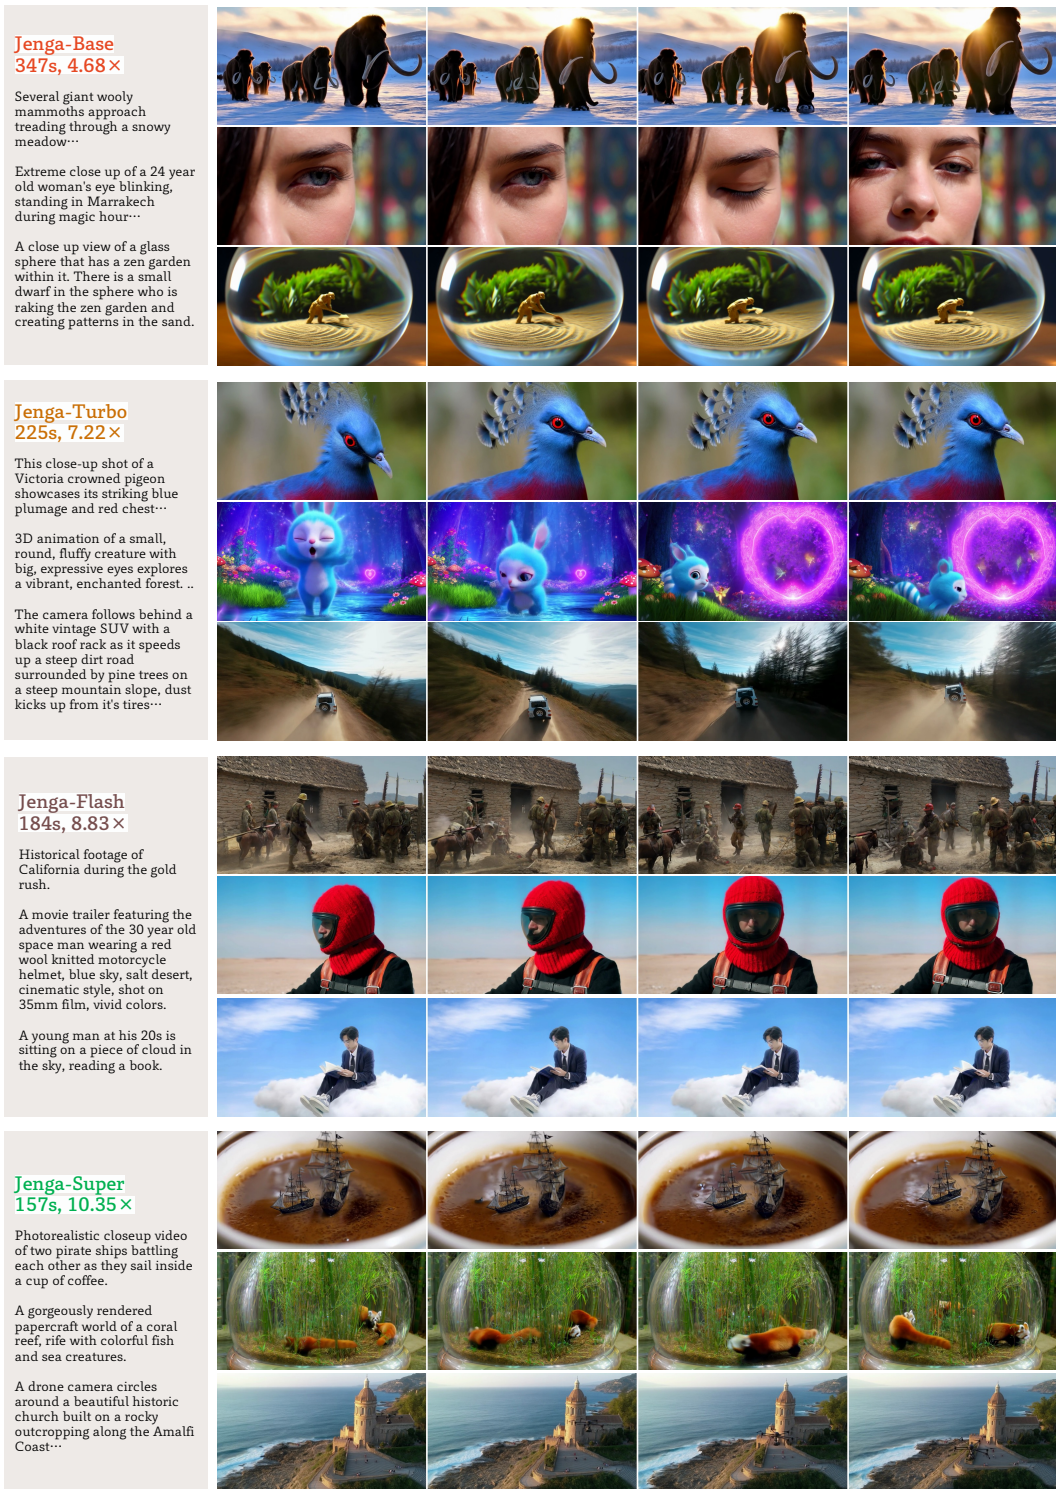 Jenga-Base
347s, 4.68×
Several giant wooly
mammoths approach
treading through a snowy
meadow···
Extreme close up of a 24 year
old woman's eye blinking,
standing in Marrakech
during magic hour···
A close up view of a glass
sphere that has a zen garden
within it. There is a small
dwarf in the sphere who is
raking the zen garden and
creating patterns in the sand.
Jenga-Turbo
225s, 7.22×
This close-up shot of a
Victoria crowned pigeon
showcases its striking blue
plumage and red chest···
3D animation of a small,
round, fluffy creature with
big, expressive eyes explores
a vibrant, enchanted forest. ..
The camera follows behind a
white vintage SUV with a
black roof rack as it speeds
up a steep dirt road
surrounded by pine trees on
a steep mountain slope, dust
kicks up from it's tires···
Jenga-Flash
184s, 8.83×
Historical footage of
California during the gold
rush.
A movie trailer featuring the
adventures of the 30 year old
space man wearing a red
wool knitted motorcycle
helmet, blue sky, salt desert,
cinematic style, shot on
35mm film, vivid colors.
A young man at his 20s is
sitting on a piece of cloud in
the sky, reading a book.
Jenga-Super
157s, 10.35×
Photorealistic closeup video
of two pirate ships battling
each other as they sail inside
a cup of coffee.
A gorgeously rendered
papercraft world of a coral
reef, rife with colorful fish
and sea creatures.
A drone camera circles
around a beautiful historic
church built on a rocky
outcropping along the Amalfi
Coast···